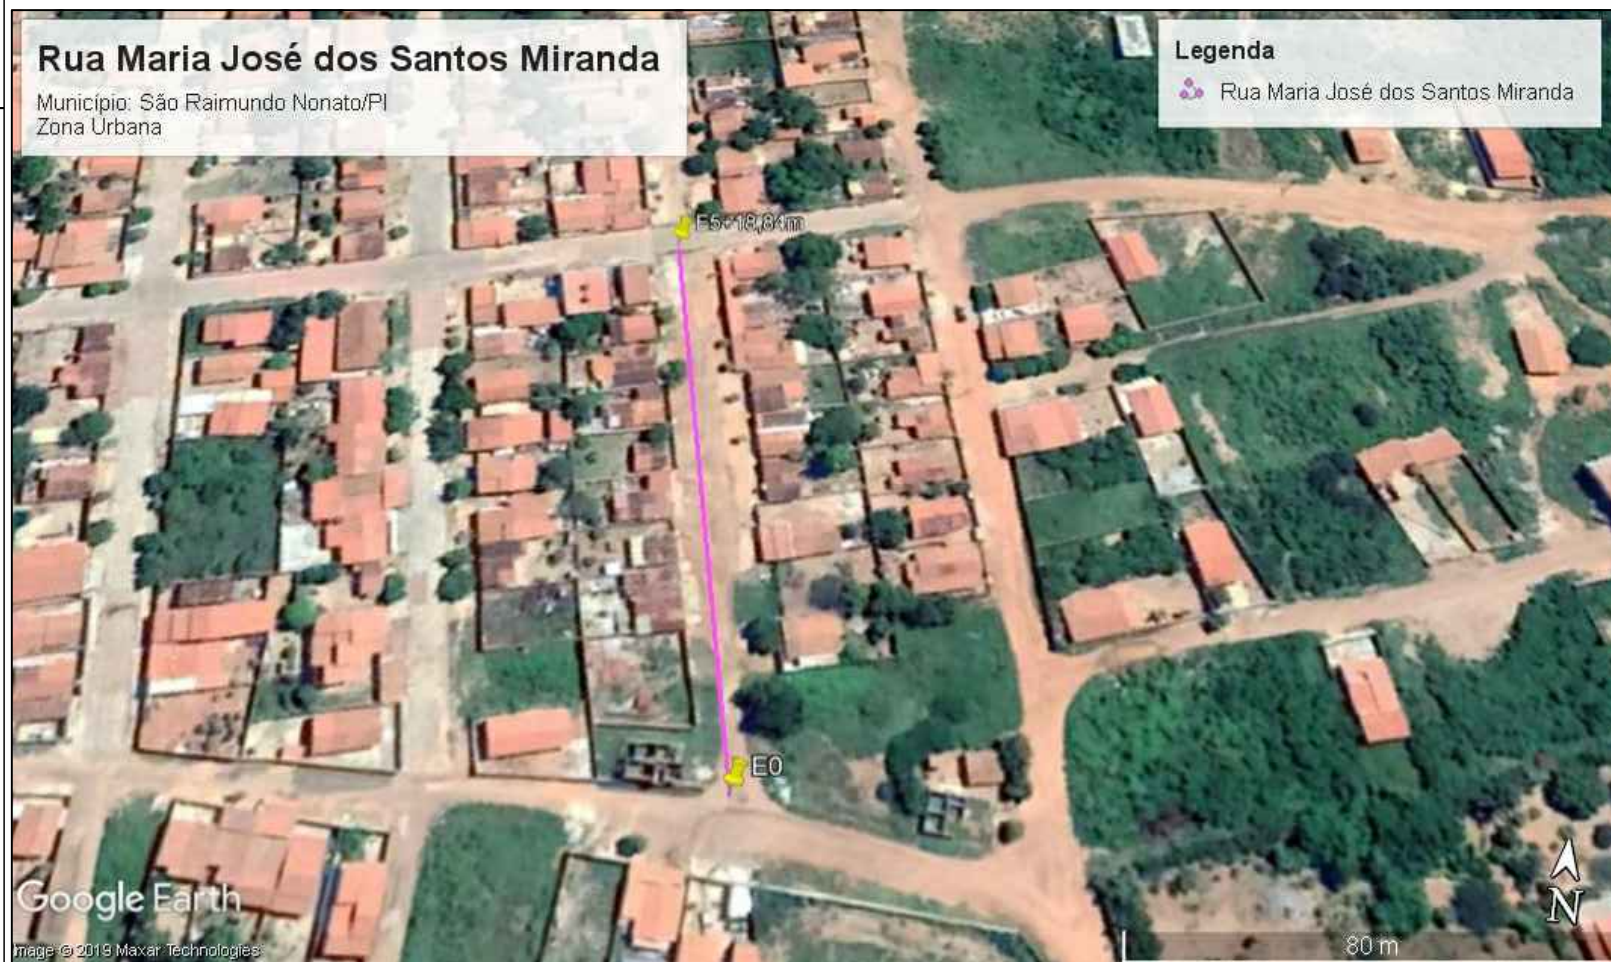 Rua Maria José dos Santos Miranda
Município: São Raimundo Nonato/PI
Zona Urbana
Legenda
Rua Maria José dos Santos Miranda
E5+18,84m
E0
Google Earth
Image © 2019 Maxar Technologies
80 m
N